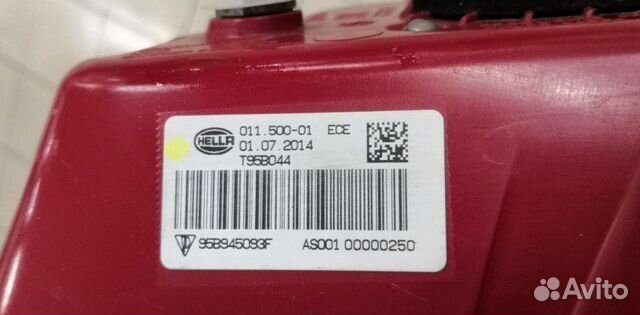 HELLA 011.500-01 ECE
01.07.2014
T95B044
95B945093F AS001 00000250
Avito